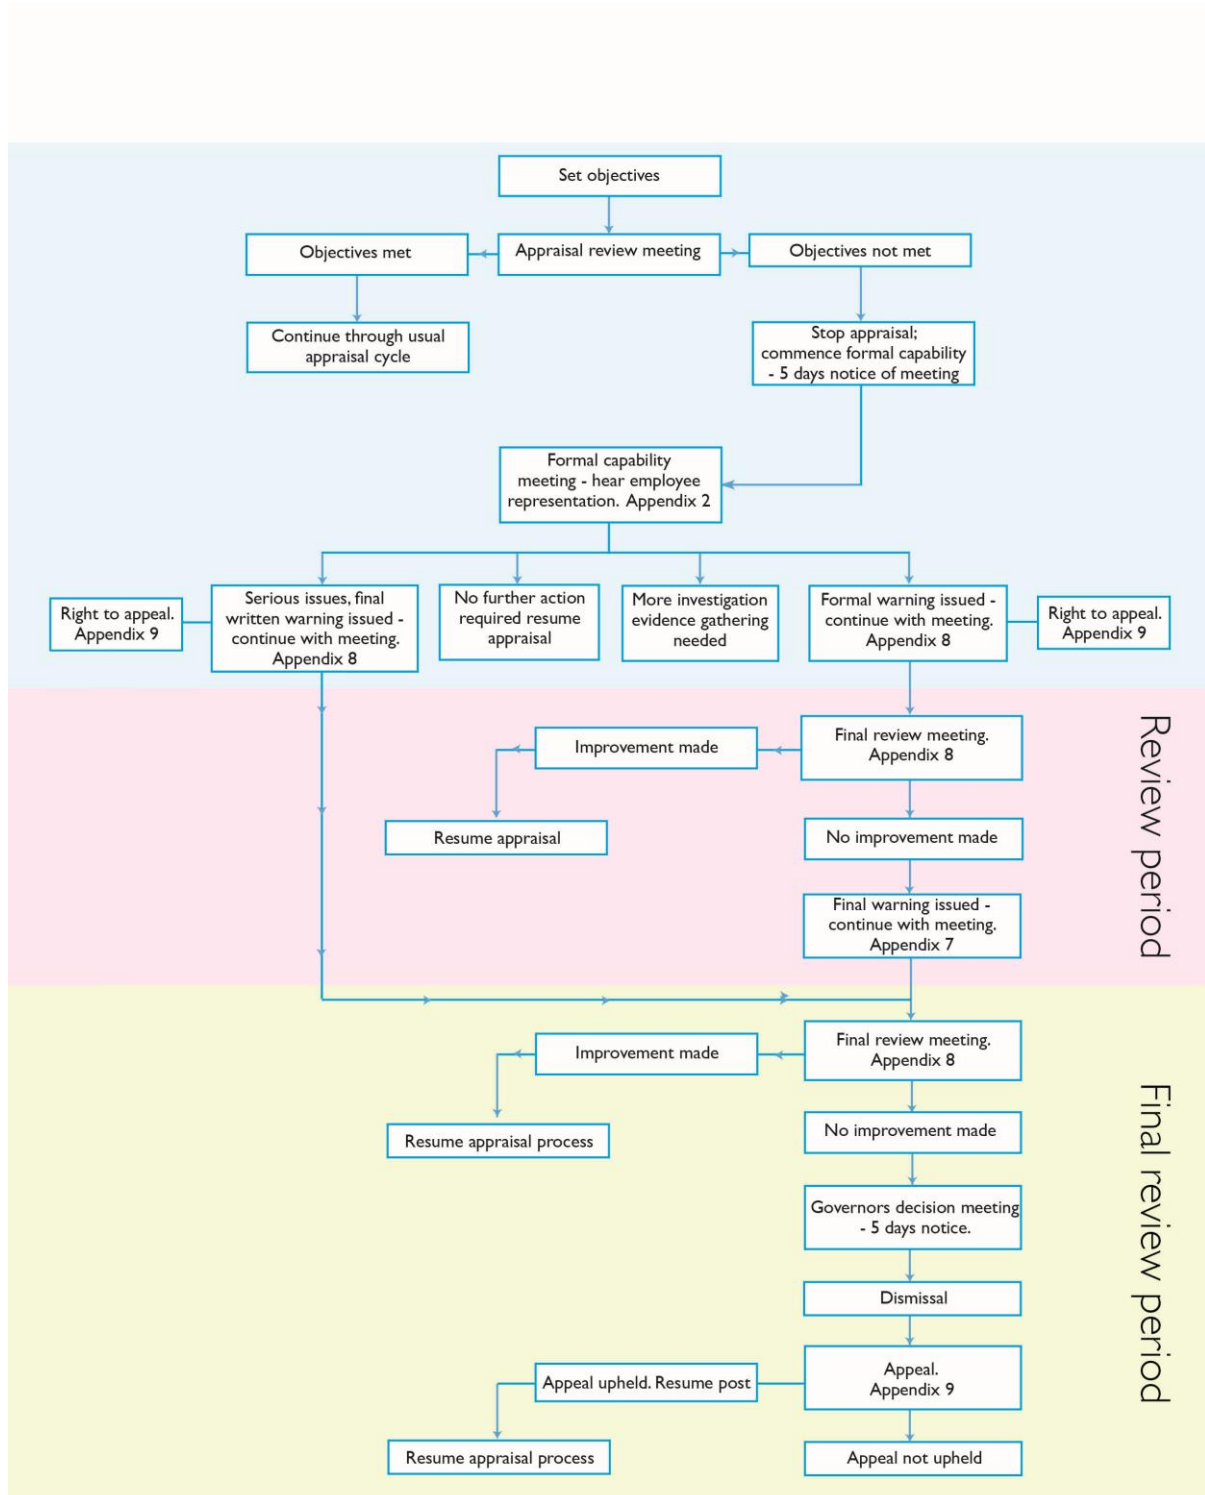 Set objectives
Objectives met
Appraisal review meeting
Objectives not met
Continue through usual
appraisal cycle
Stop appraisal;
commence formal capability
- 5 days notice of meeting
Formal capability
meeting - hear employee
representation. Appendix 2
Right to appeal.
Appendix 9
Serious issues, final
written warning issued -
continue with meeting.
Appendix 8
No further action
required resume
appraisal
More investigation
evidence gathering
needed
Formal warning issued -
continue with meeting.
Appendix 8
Right to appeal.
Appendix 9
Review period
Improvement made
Final review meeting.
Appendix 8
Resume appraisal
No improvement made
Final warning issued -
continue with meeting.
Appendix 7
Final review period
Improvement made
Final review meeting.
Appendix 8
Resume appraisal process
No improvement made
Governors decision meeting
- 5 days notice.
Dismissal
Appeal upheld. Resume post
Appeal.
Appendix 9
Resume appraisal process
Appeal not upheld